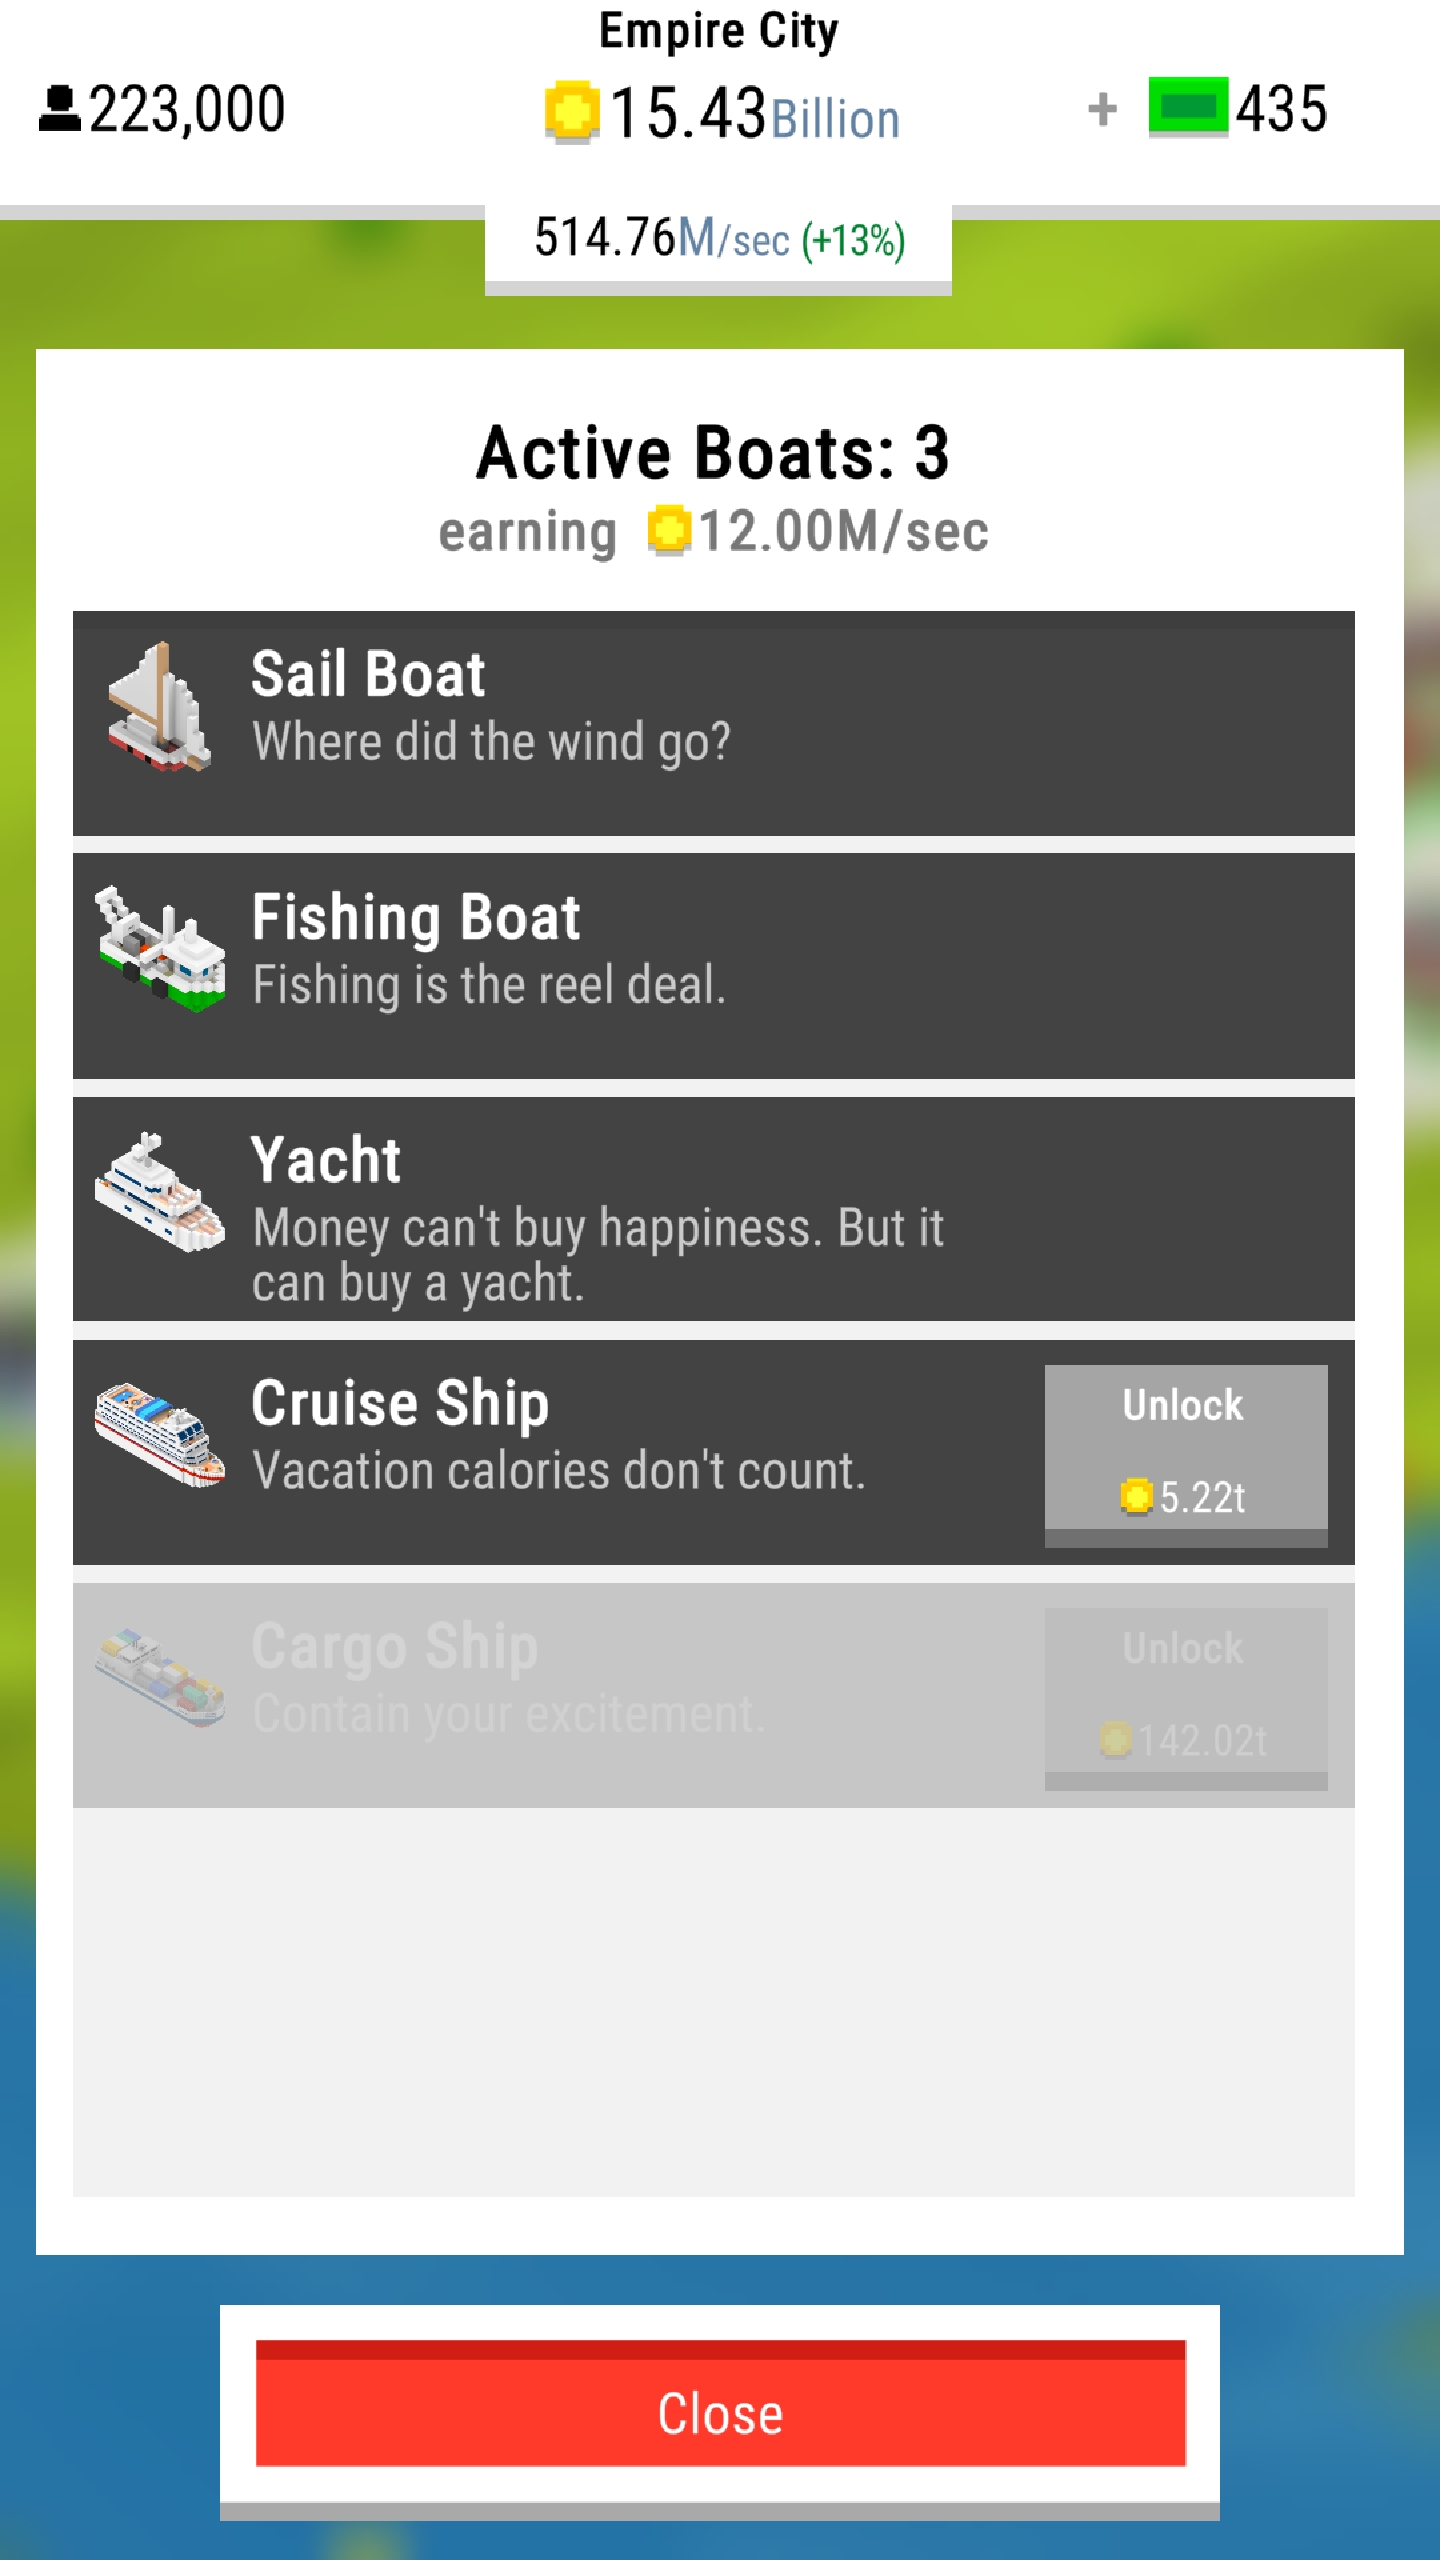 Empire City
223,000
15.43Billion
+ 435
514.76M/sec (+13%)
Active Boats: 3
earning 12.00M/sec
Sail Boat
Where did the wind go?
Fishing Boat
Fishing is the reel deal.
Yacht
Money can't buy happiness. But it
can buy a yacht.
Cruise Ship
Vacation calories don't count.
Unlock
5.22t
Cargo Ship
Contain your excitement.
Unlock
142.02t
Close